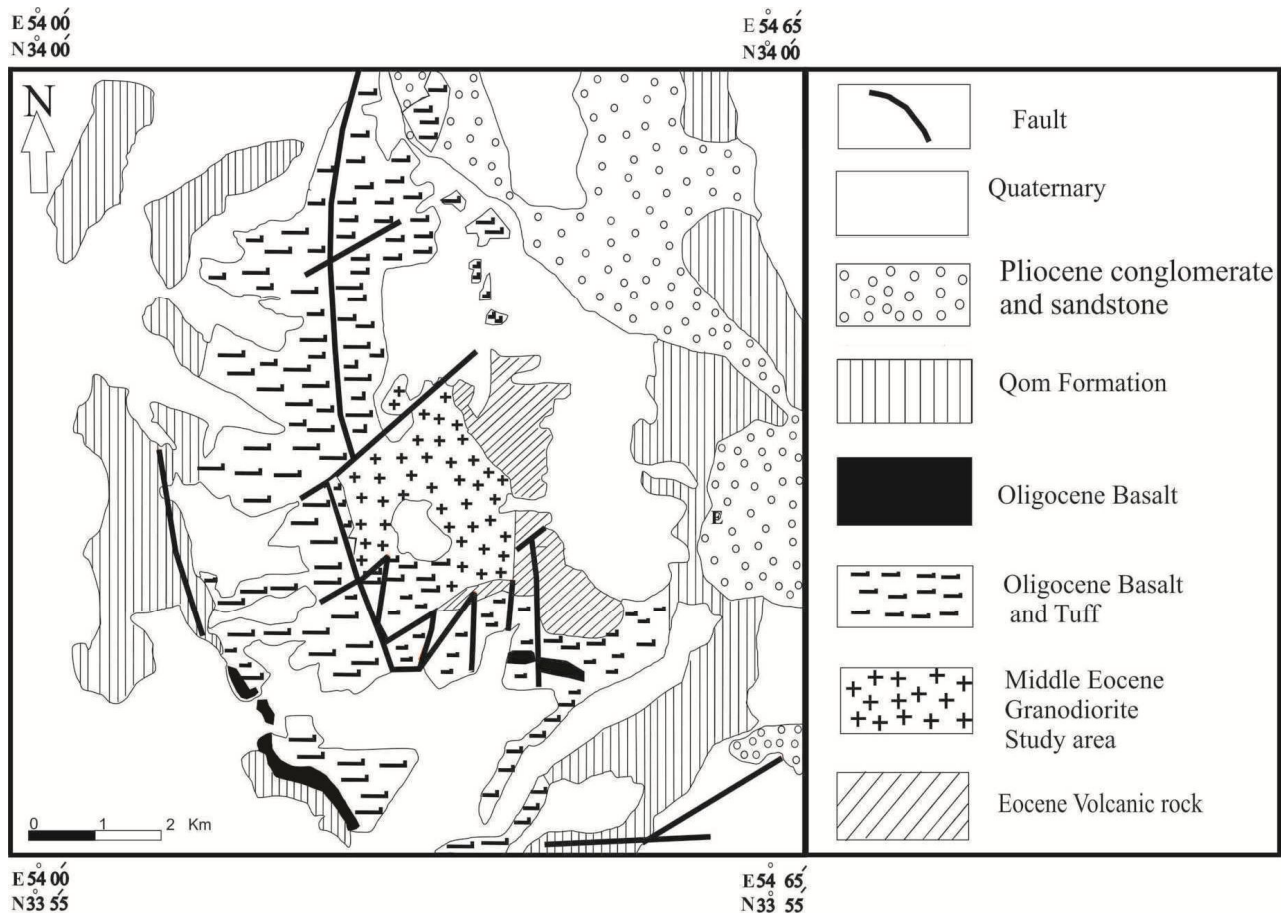 E 54° 00′
N 34° 00′
E 54° 65′
N 34° 00′
N
E
0 1 2 Km
E 54° 00′
N 33° 55′
E 54° 65′
N 33° 55′
Fault
Quaternary
Pliocene conglomerate
and sandstone
Qom Formation
Oligocene Basalt
Oligocene Basalt
and Tuff
Middle Eocene
Granodiorite
Study area
Eocene Volcanic rock